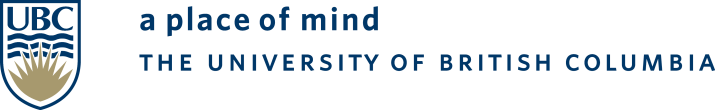 UBC
a place of mind
THE UNIVERSITY OF BRITISH COLUMBIA